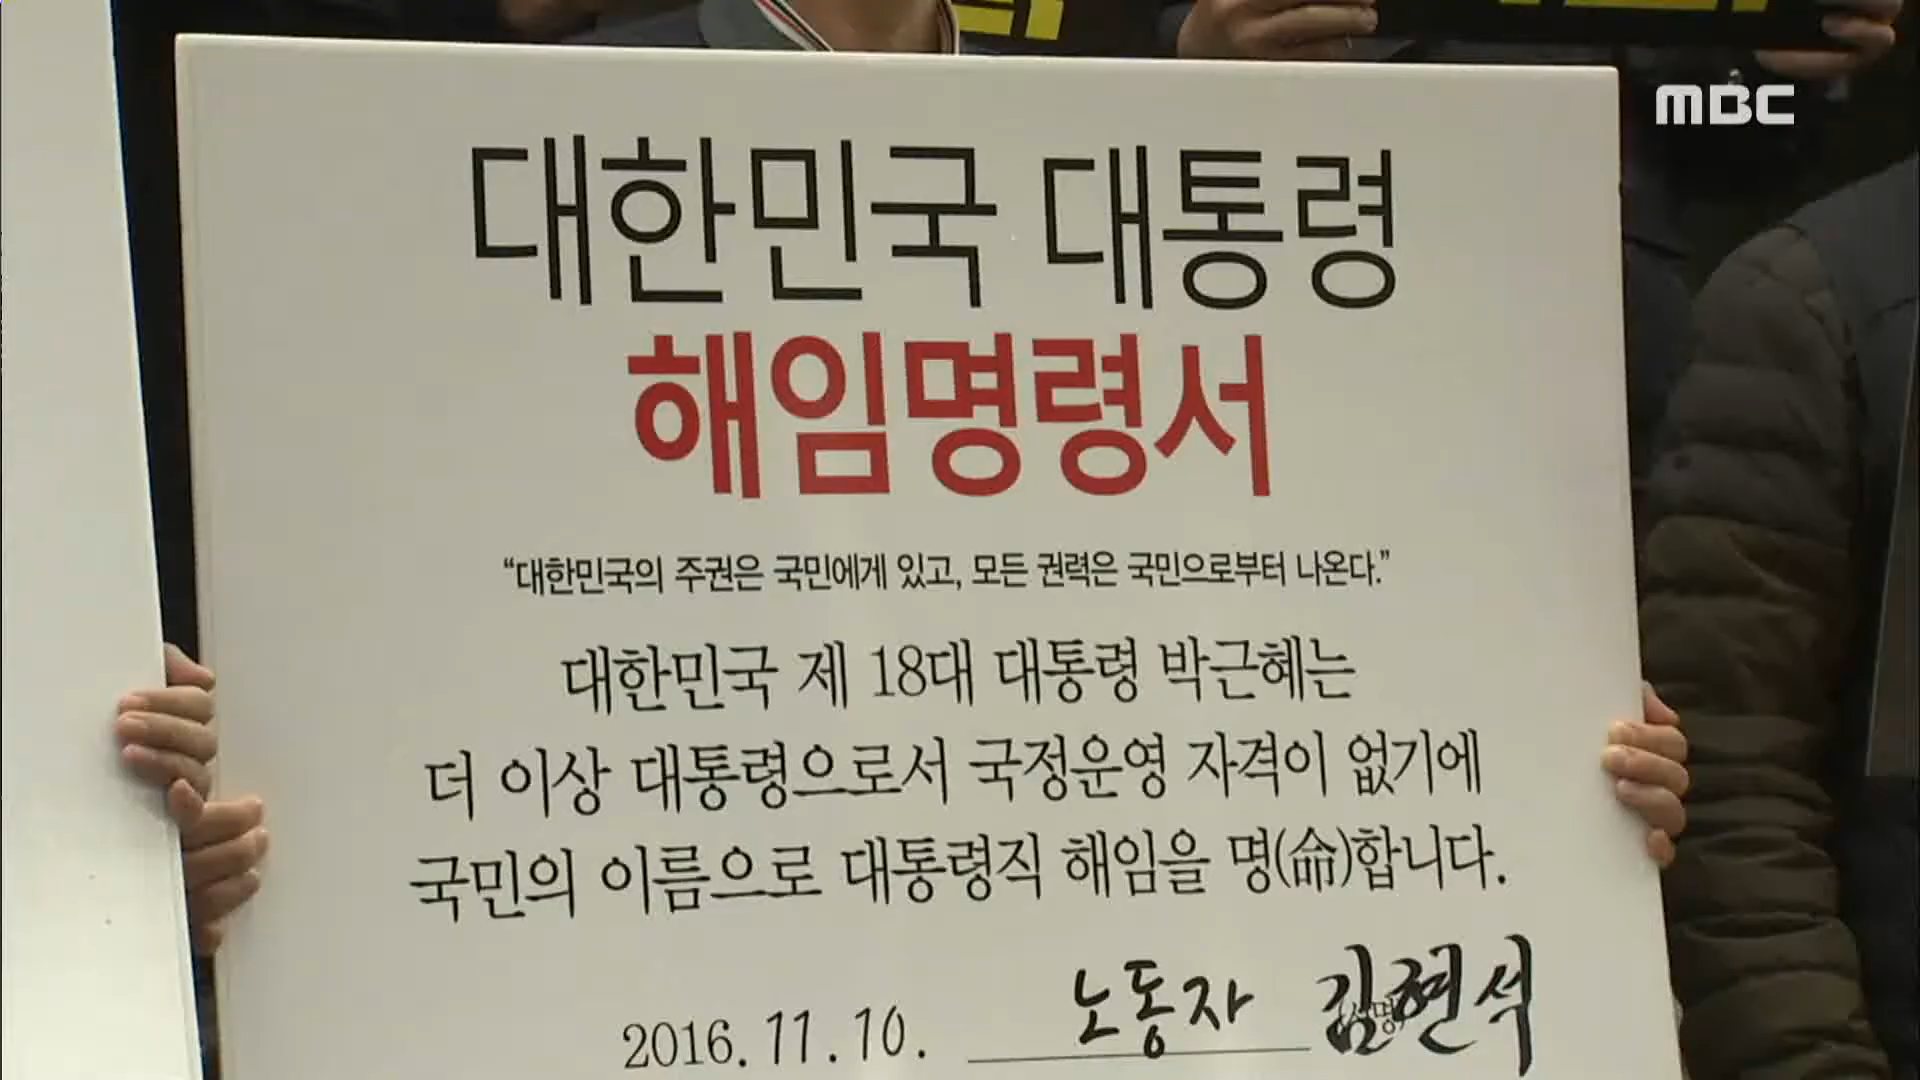 MBC
대한민국 대통령
해임명령서
“대한민국의 주권은 국민에게 있고, 모든 권력은 국민으로부터 나온다.”
대한민국 제 18대 대통령 박근혜는
더 이상 대통령으로서 국정운영 자격이 없기에
국민의 이름으로 대통령직 해임을 명(命)합니다.
2016. 11. 10. 노동자 김현석